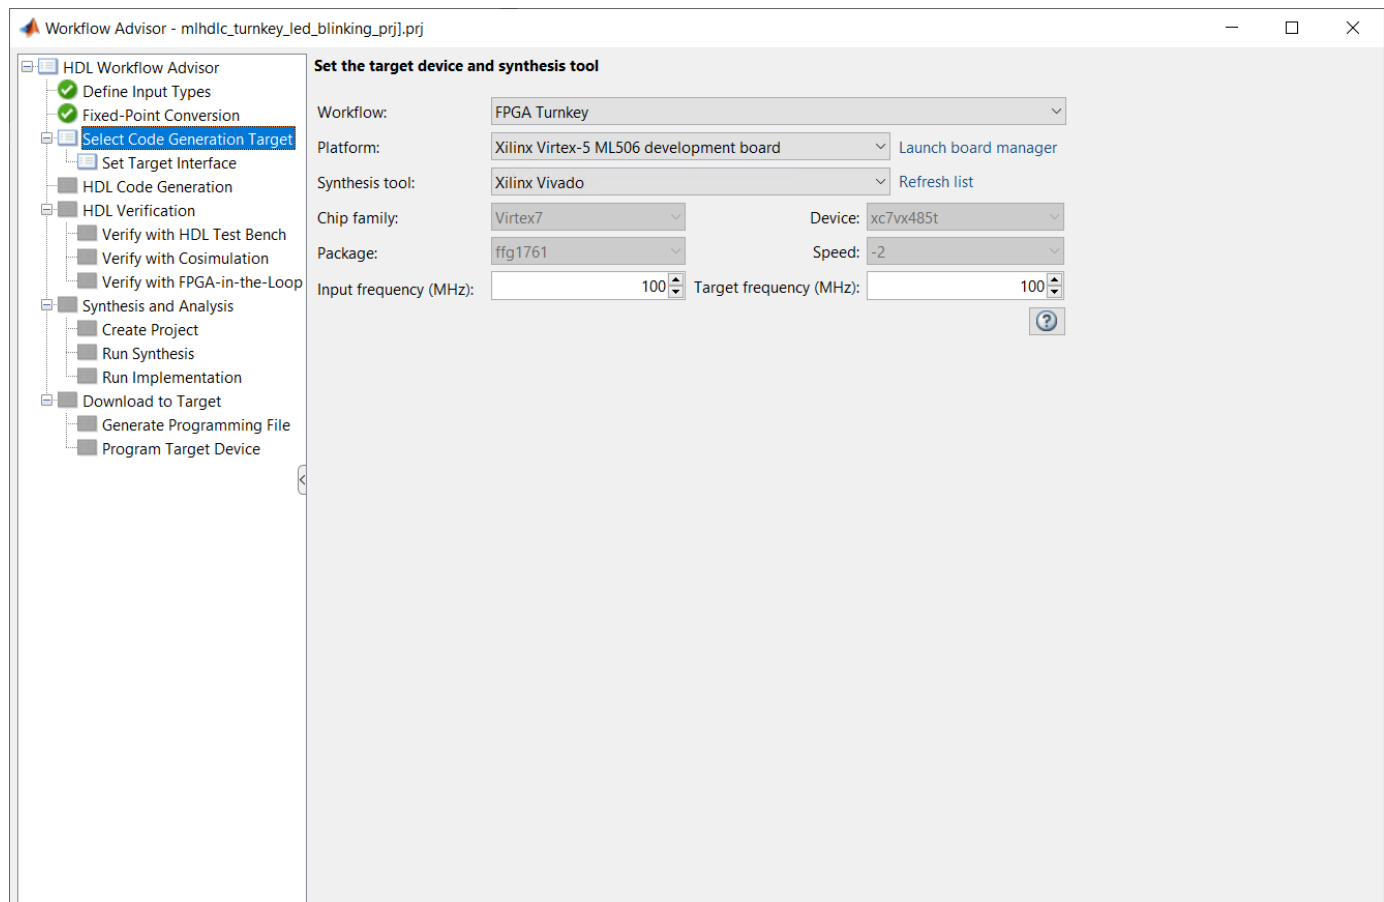 Workflow Advisor - mlhdlc_turnkey_led_blinking_prj].prj
HDL Workflow Advisor
Define Input Types
Fixed-Point Conversion
Select Code Generation Target
Set Target Interface
HDL Code Generation
HDL Verification
Verify with HDL Test Bench
Verify with Cosimulation
Verify with FPGA-in-the-Loop
Synthesis and Analysis
Create Project
Run Synthesis
Run Implementation
Download to Target
Generate Programming File
Program Target Device
Set the target device and synthesis tool
Workflow: FPGA Turnkey
Platform: Xilinx Virtex-5 ML506 development board Launch board manager
Synthesis tool: Xilinx Vivado Refresh list
Chip family: Virtex7 Device: xc7vx485t
Package: ffg1761 Speed: -2
Input frequency (MHz): 100 Target frequency (MHz): 100
?